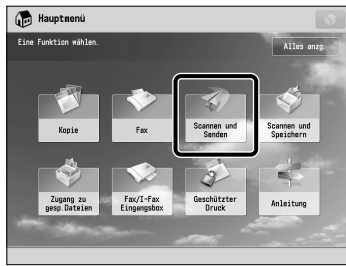 Hauptmenü
Eine Funktion wählen.
Alles anzg.
Kopie
Fax
Scannen und
Senden
Scannen und
Speichern
Zugang zu
gesp.Dateien
Fax/I-Fax
Eingangsbox
Geschützter
Druck
Anleitung